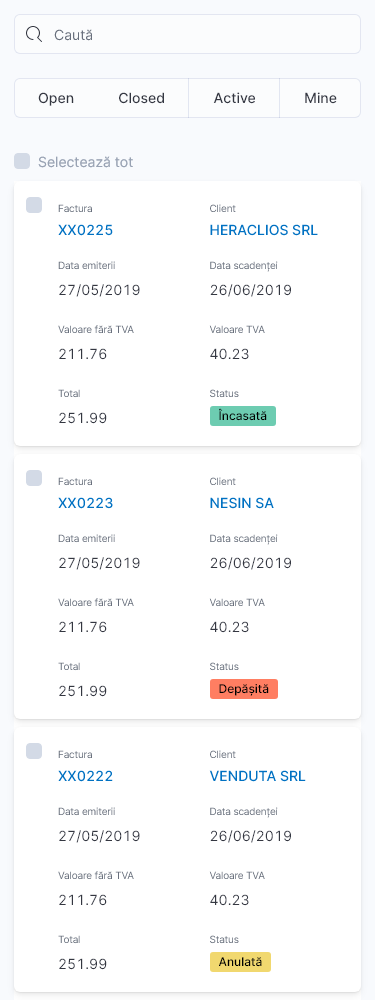 Caută
Open Closed Active Mine
Selectează tot
Factura Client
XX0225 HERACLIOS SRL
Data emiterii Data scadenței
27/05/2019 26/06/2019
Valoare fără TVA Valoare TVA
211.76 40.23
Total Status
251.99 Încasată
Factura Client
XX0223 NESIN SA
Data emiterii Data scadenței
27/05/2019 26/06/2019
Valoare fără TVA Valoare TVA
211.76 40.23
Total Status
251.99 Depășită
Factura Client
XX0222 VENDUTA SRL
Data emiterii Data scadenței
27/05/2019 26/06/2019
Valoare fără TVA Valoare TVA
211.76 40.23
Total Status
251.99 Anulată